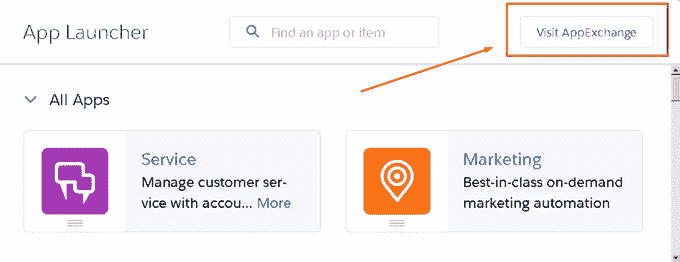 App Launcher
Find an app or item
Visit AppExchange
All Apps
Service
Manage customer ser-
vice with accou... More
Marketing
Best-in-class on-demand
marketing automation